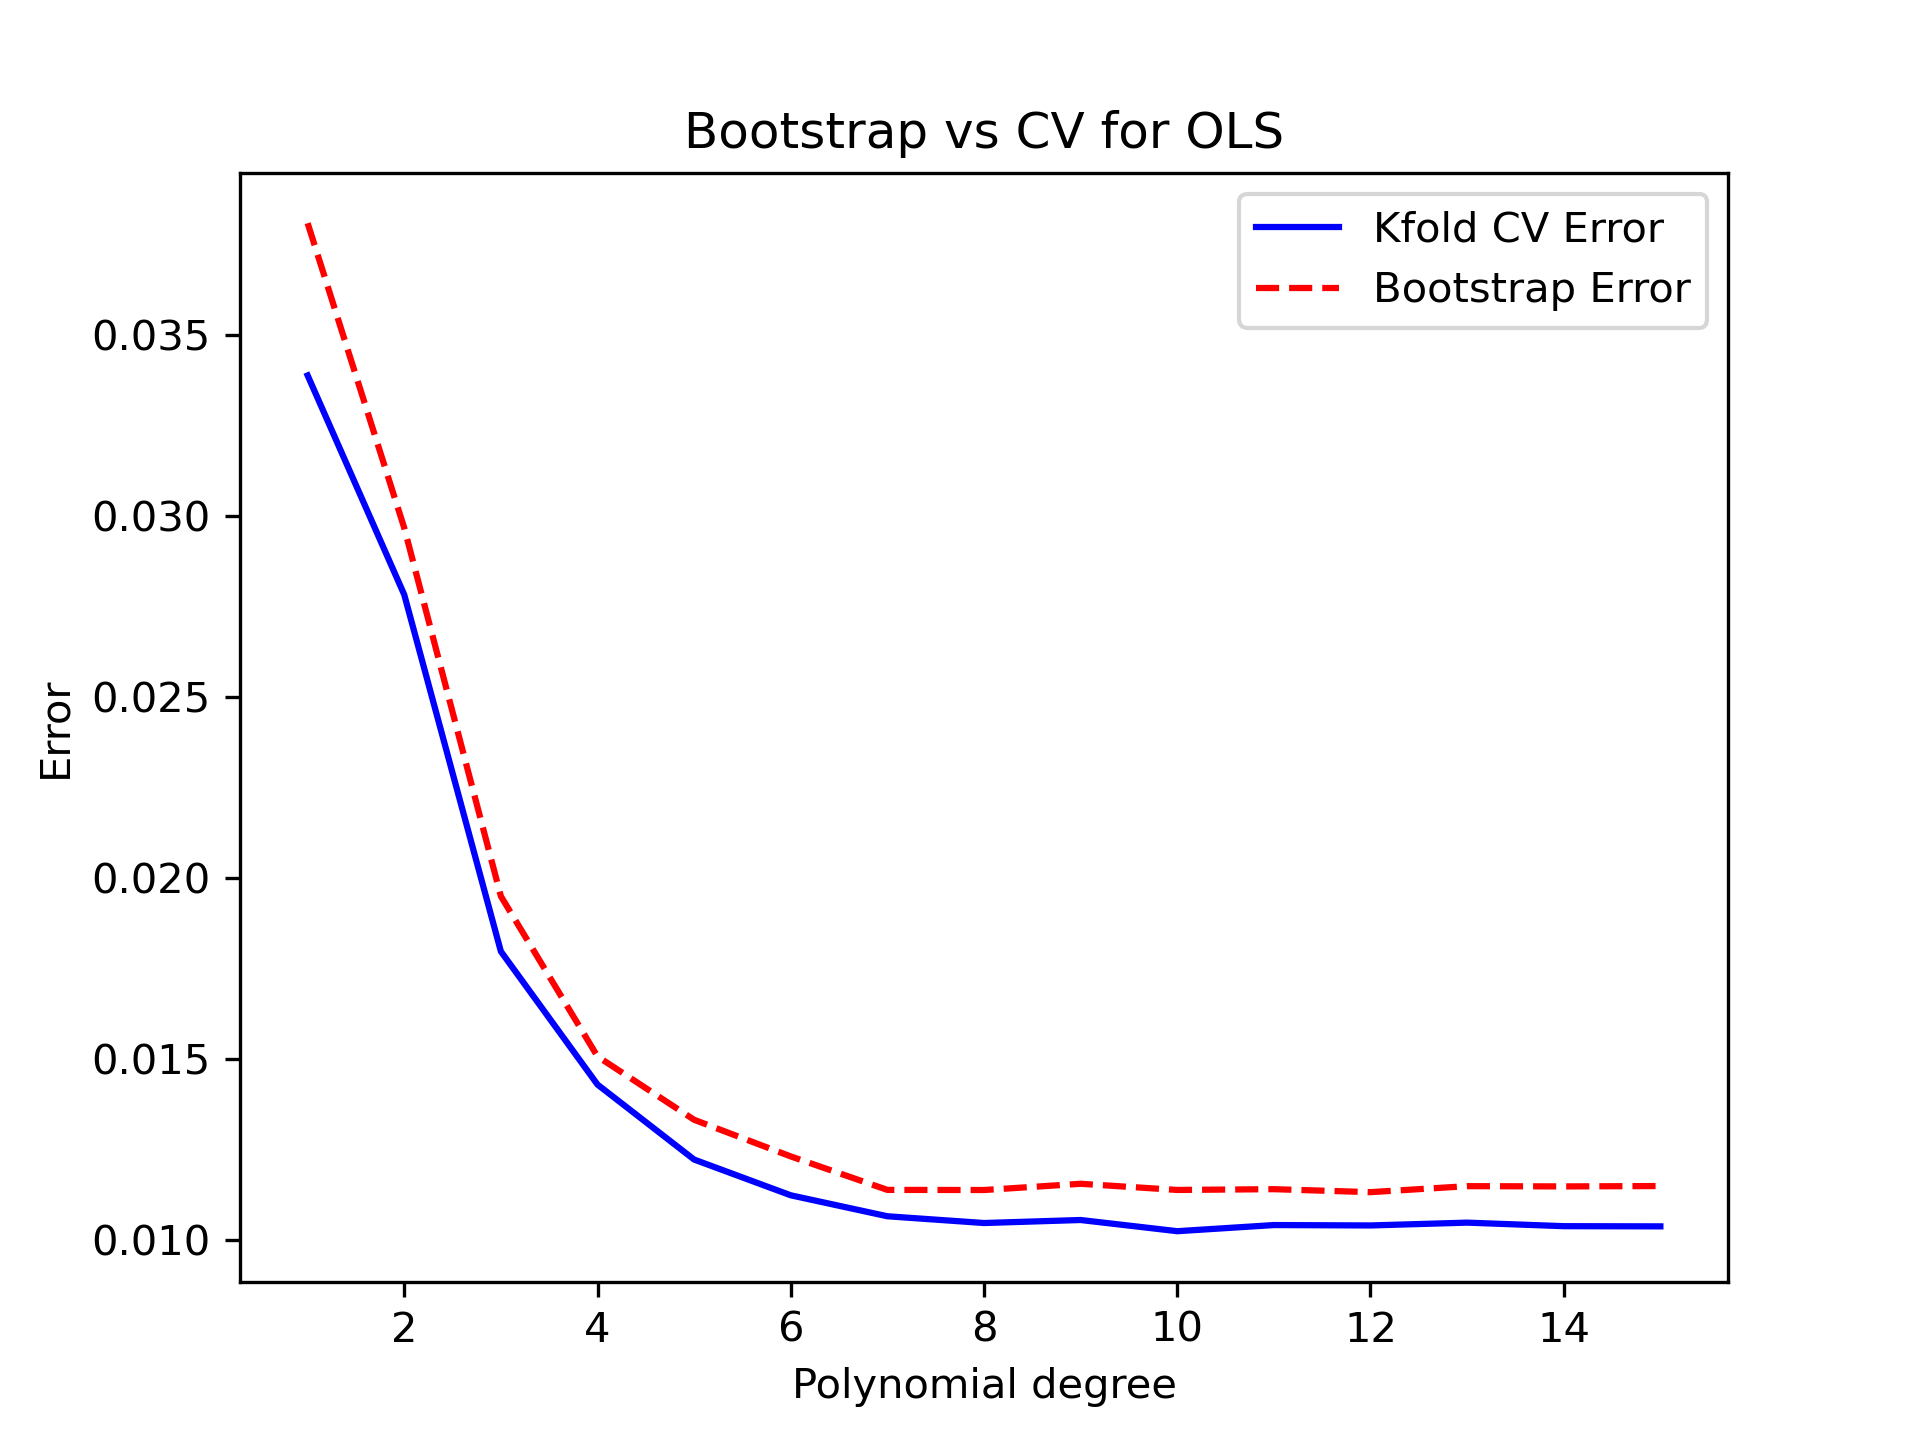 Bootstrap vs CV for OLS
Kfold CV Error
Bootstrap Error
0.035
0.030
0.025
0.020
0.015
0.010
Error
2 4 6 8 10 12 14
Polynomial degree